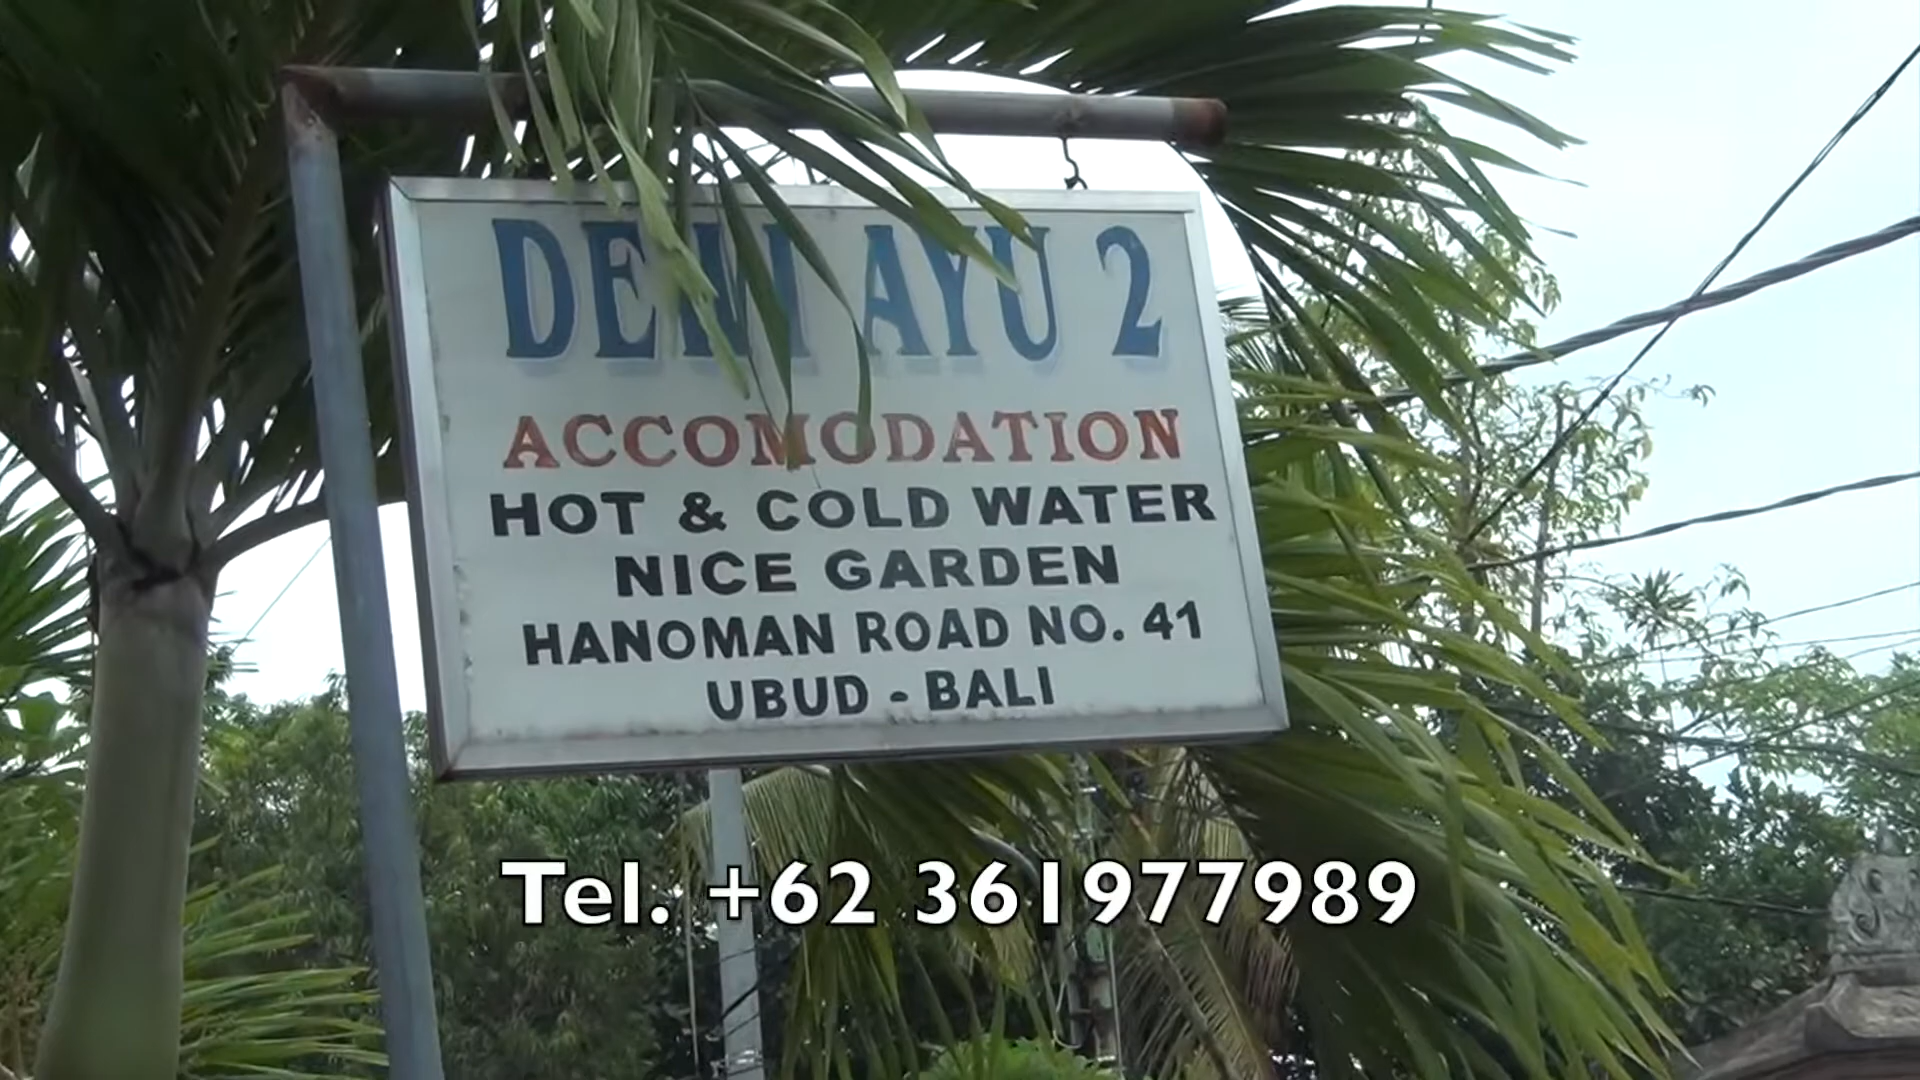 DEWI AYU 2
ACCOMODATION
HOT & COLD WATER
NICE GARDEN
HANOMAN ROAD NO. 41
UBUD - BALI
Tel. +62 361977989